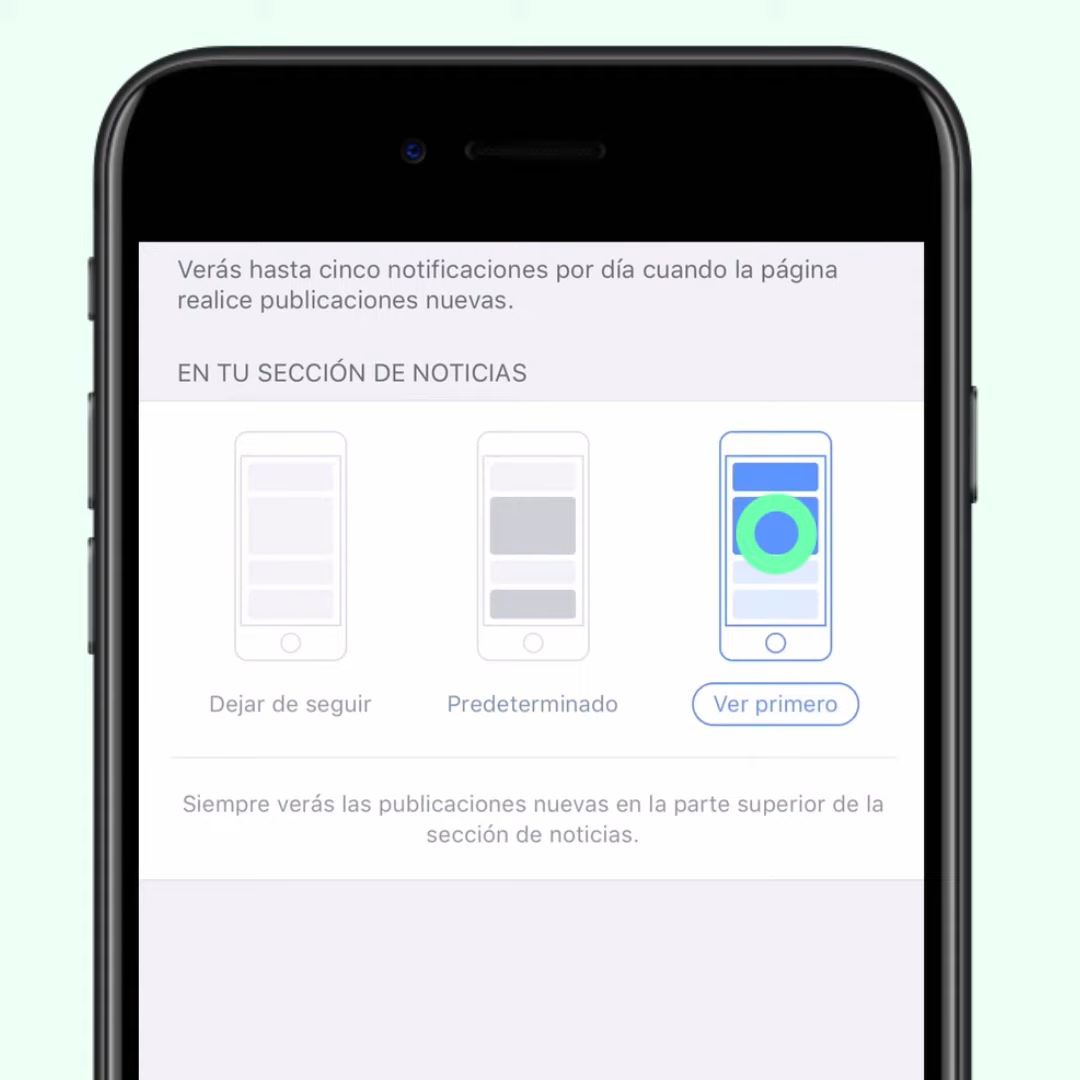 Verás hasta cinco notificaciones por día cuando la página
realice publicaciones nuevas.
EN TU SECCIÓN DE NOTICIAS
Dejar de seguir
Predeterminado
Ver primero
Siempre verás las publicaciones nuevas en la parte superior de la
sección de noticias.